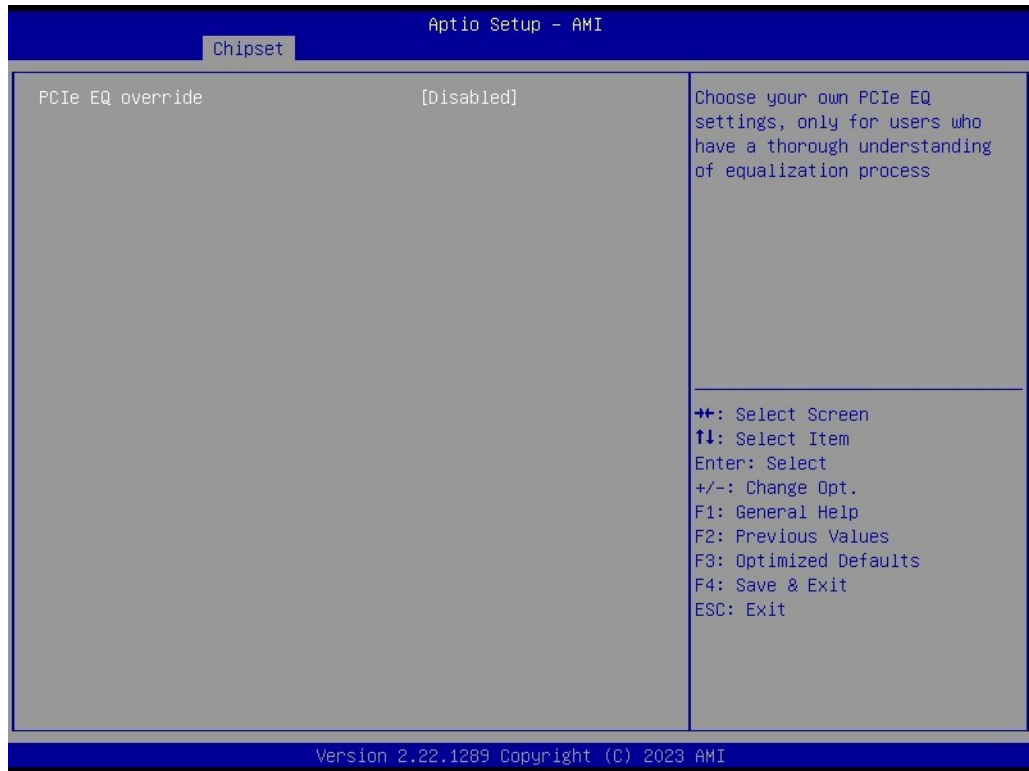 Aptio Setup – AMI
Chipset
PCIe EQ override [Disabled]
Choose your own PCIe EQ
settings, only for users who
have a thorough understanding
of equalization process
→←: Select Screen
↑↓: Select Item
Enter: Select
+/-: Change Opt.
F1: General Help
F2: Previous Values
F3: Optimized Defaults
F4: Save & Exit
ESC: Exit
Version 2.22.1289 Copyright (C) 2023 AMI